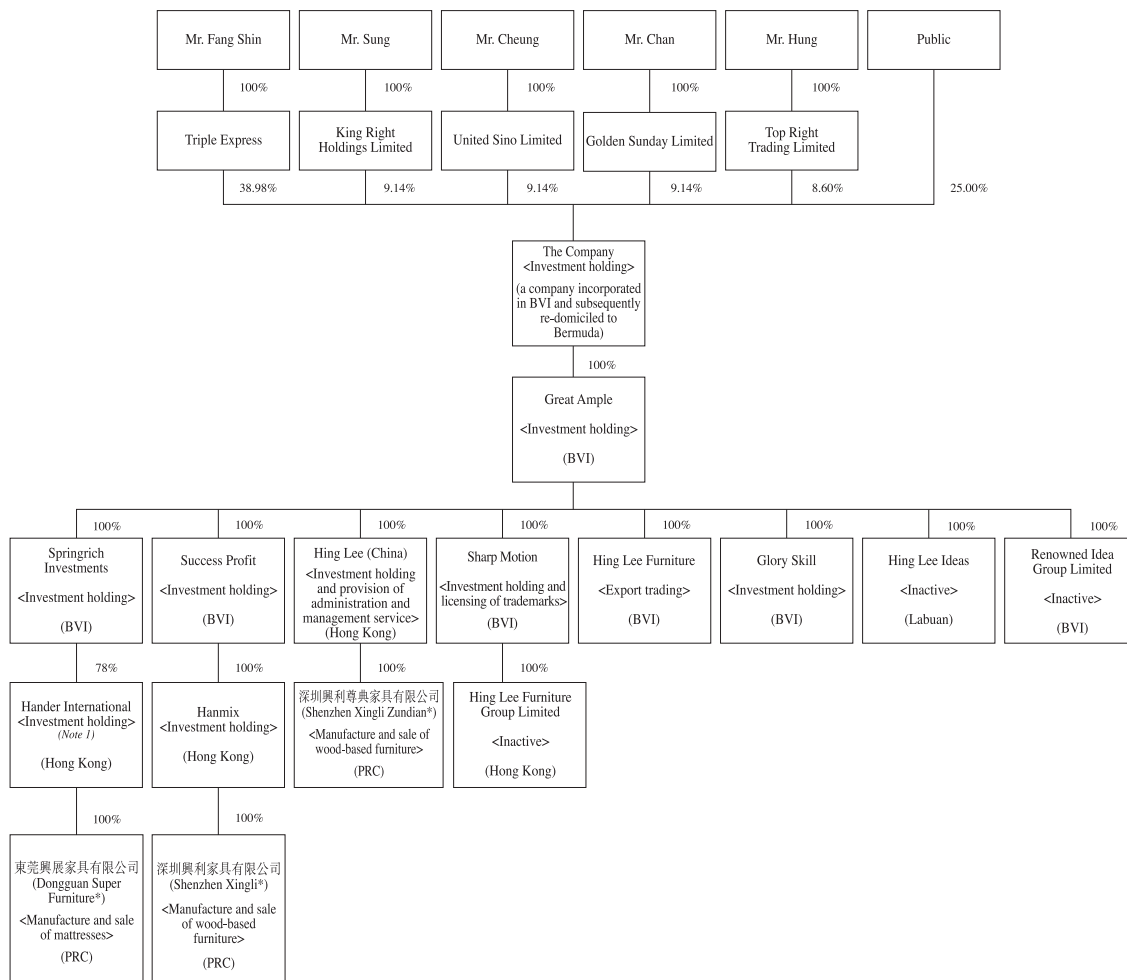 Mr. Fang Shin
Mr. Sung
Mr. Cheung
Mr. Chan
Mr. Hung
Public
100%
100%
100%
100%
100%
Triple Express
King Right
Holdings Limited
United Sino Limited
Golden Sunday Limited
Top Right
Trading Limited
38.98%
9.14%
9.14%
9.14%
8.60%
25.00%
The Company
<Investment holding>
(a company incorporated
in BVI and subsequently
re-domiciled to
Bermuda)
100%
Great Ample
<Investment holding>
(BVI)
100%
100%
100%
100%
100%
100%
100%
100%
Springrich
Investments
<Investment holding>
(BVI)
Success Profit
<Investment holding>
(BVI)
Hing Lee (China)
<Investment holding
and provision of
administration and
management service>
(Hong Kong)
Sharp Motion
<Investment holding and
licensing of trademarks>
(BVI)
Hing Lee Furniture
<Export trading>
(BVI)
Glory Skill
<Investment holding>
(BVI)
Hing Lee Ideas
<Inactive>
(Labuan)
Renowned Idea
Group Limited
<Inactive>
(BVI)
78%
100%
100%
100%
Hander International
<Investment holding>
(Note 1)
(Hong Kong)
Hanmix
<Investment holding>
(Hong Kong)
深圳興利尊典家具有限公司
(Shenzhen Xingli Zundian*)
<Manufacture and sale of
wood-based furniture>
(PRC)
Hing Lee Furniture
Group Limited
<Inactive>
(Hong Kong)
100%
100%
東莞興展家具有限公司
(Dongguan Super
Furniture*)
<Manufacture and sale
of mattresses>
(PRC)
深圳興利家具有限公司
(Shenzhen Xingli*)
<Manufacture and sale
of wood-based
furniture>
(PRC)